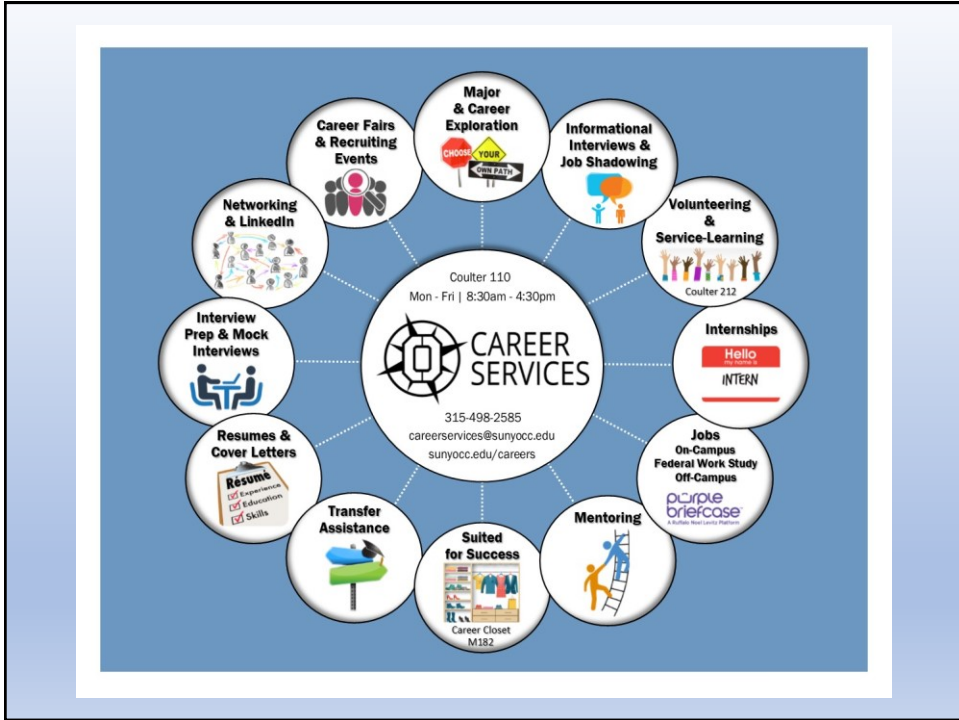 Major
& Career
Exploration
CHOOSE
YOUR
OWN PATH
Informational
Interviews &
Job Shadowing
Volunteering
&
Service-Learning
Coulter 212
Internships
Hello
my name is
INTERN
Jobs
On-Campus
Federal Work Study
Off-Campus
purple
briefcase
A Buffalo Noel Levitz Platform
Mentoring
Suited
for Success
Career Closet
M182
Transfer
Assistance
Resumes &
Cover Letters
Résumé
Experience
Education
Skills
Interview
Prep & Mock
Interviews
Networking
& LinkedIn
Career Fairs
& Recruiting
Events
Coulter 110
Mon - Fri | 8:30am - 4:30pm
CAREER
SERVICES
315-498-2585
careerservices@sunyocc.edu
sunyocc.edu/careers